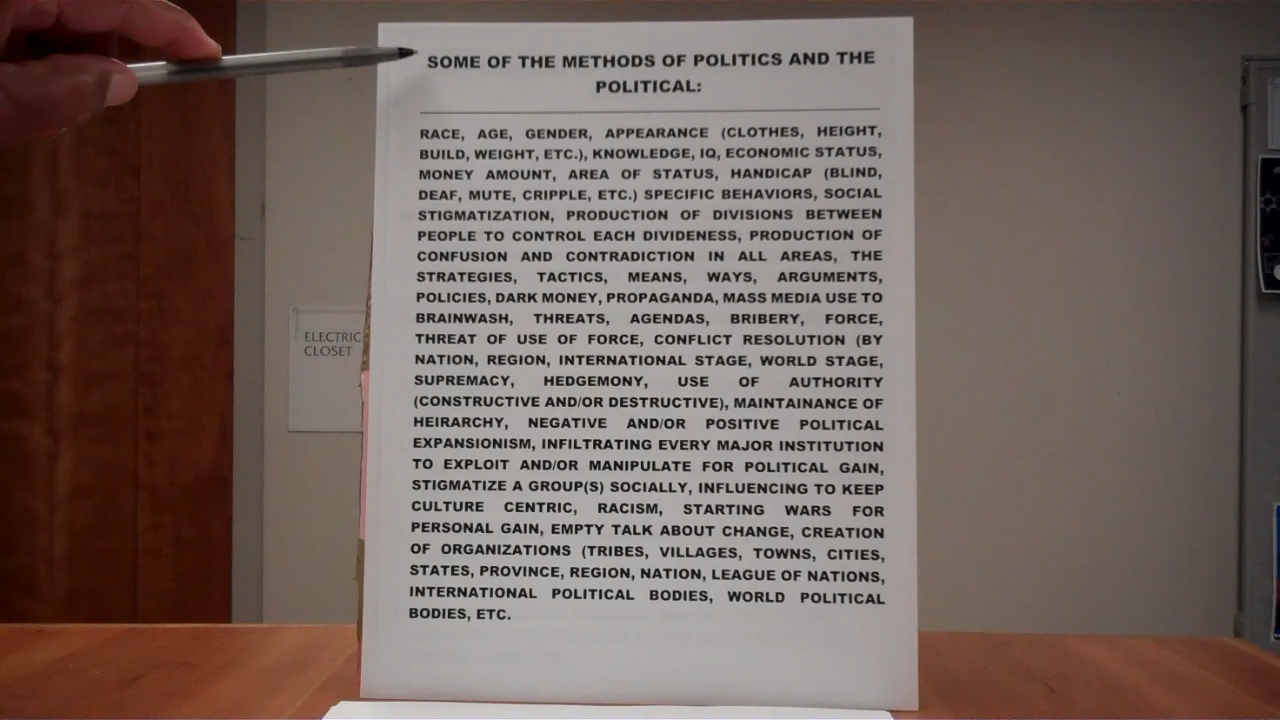 SOME OF THE METHODS OF POLITICS AND THE
POLITICAL:
RACE, AGE, GENDER, APPEARANCE (CLOTHES, HEIGHT,
BUILD, WEIGHT, ETC.), KNOWLEDGE, IQ, ECONOMIC STATUS,
MONEY AMOUNT, AREA OF STATUS, HANDICAP (BLIND,
DEAF, MUTE, CRIPPLE, ETC.) SPECIFIC BEHAVIORS, SOCIAL
STIGMATIZATION, PRODUCTION OF DIVISIONS BETWEEN
PEOPLE TO CONTROL EACH DIVIDENESS, PRODUCTION OF
CONFUSION AND CONTRADICTION IN ALL AREAS, THE
STRATEGIES, TACTICS, MEANS, WAYS, ARGUMENTS,
POLICIES, DARK MONEY, PROPAGANDA, MASS MEDIA USE TO
BRAINWASH, THREATS, AGENDAS, BRIBERY, FORCE,
THREAT OF USE OF FORCE, CONFLICT RESOLUTION (BY
NATION, REGION, INTERNATIONAL STAGE, WORLD STAGE,
SUPREMACY, HEDGEMONY, USE OF AUTHORITY
(CONSTRUCTIVE AND/OR DESTRUCTIVE), MAINTAINANCE OF
HEIRARCHY, NEGATIVE AND/OR POSITIVE POLITICAL
EXPANSIONISM, INFILTRATING EVERY MAJOR INSTITUTION
TO EXPLOIT AND/OR MANIPULATE FOR POLITICAL GAIN,
STIGMATIZE A GROUP(S) SOCIALLY, INFLUENCING TO KEEP
CULTURE CENTRIC, RACISM, STARTING WARS FOR
PERSONAL GAIN, EMPTY TALK ABOUT CHANGE, CREATION
OF ORGANIZATIONS (TRIBES, VILLAGES, TOWNS, CITIES,
STATES, PROVINCE, REGION, NATION, LEAGUE OF NATIONS,
INTERNATIONAL POLITICAL BODIES, WORLD POLITICAL
BODIES, ETC.
ELECTRIC
CLOSET